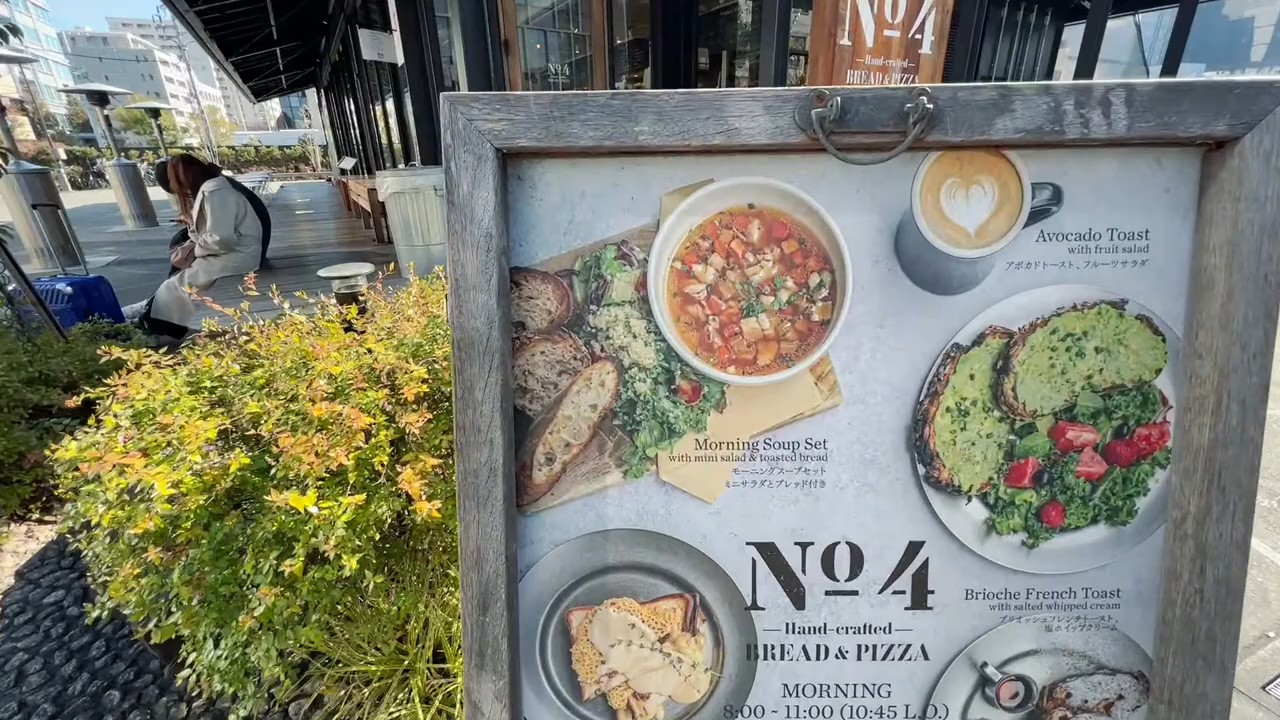 No 4
Hand-crafted
BREAD & PIZZA
No 4
Avocado Toast
with fruit salad
アボカドトースト、フルーツサラダ
Morning Soup Set
with mini salad & toasted bread
モーニングスープセット
ミニサラダとブレッド付き
No 4
Hand-crafted
BREAD & PIZZA
MORNING
8:00 ~ 11:00 (10:45 L.O.)
Brioche French Toast
with salted whipped cream
ブリオッシュフレンチトースト、
塩ホイップクリーム